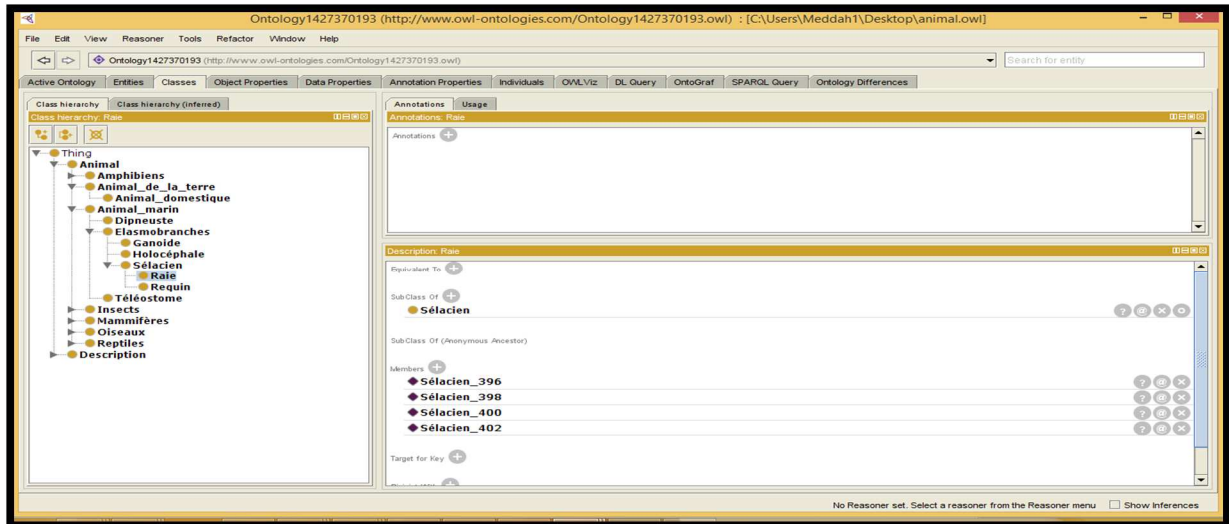 Ontology1427370193 (http://www.owl-ontologies.com/Ontology1427370193.owl) : [C:\Users\Meddah1\Desktop\animal.owl]
File Edit View Reasoner Tools Refactor Window Help
Ontology1427370193 (http://www.owl-ontologies.com/Ontology1427370193.owl)
Search for entity
Active Ontology Entities Classes Object Properties Data Properties Annotation Properties Individuals OWLViz DL Query OntoGraf SPARQL Query Ontology Differences
Class hierarchy Class hierarchy (inferred)
Class hierarchy: Raie
Thing
Animal
Amphibiens
Animal_de_la_terre
Animal_domestique
Animal_marin
Dipneuste
Elasmobranches
Ganoide
Holocéphale
Sélacien
Raie
Requin
Téléostome
Insects
Mammifères
Oiseaux
Reptiles
Description
Annotations Usage
Annotations: Raie
Annotations
Description: Raie
Equivalent To
SubClass Of
Sélacien
SubClass Of (Anonymous Ancestor)
Members
Sélacien_396
Sélacien_398
Sélacien_400
Sélacien_402
Target for Key
No Reasoner set. Select a reasoner from the Reasoner menu Show Inferences